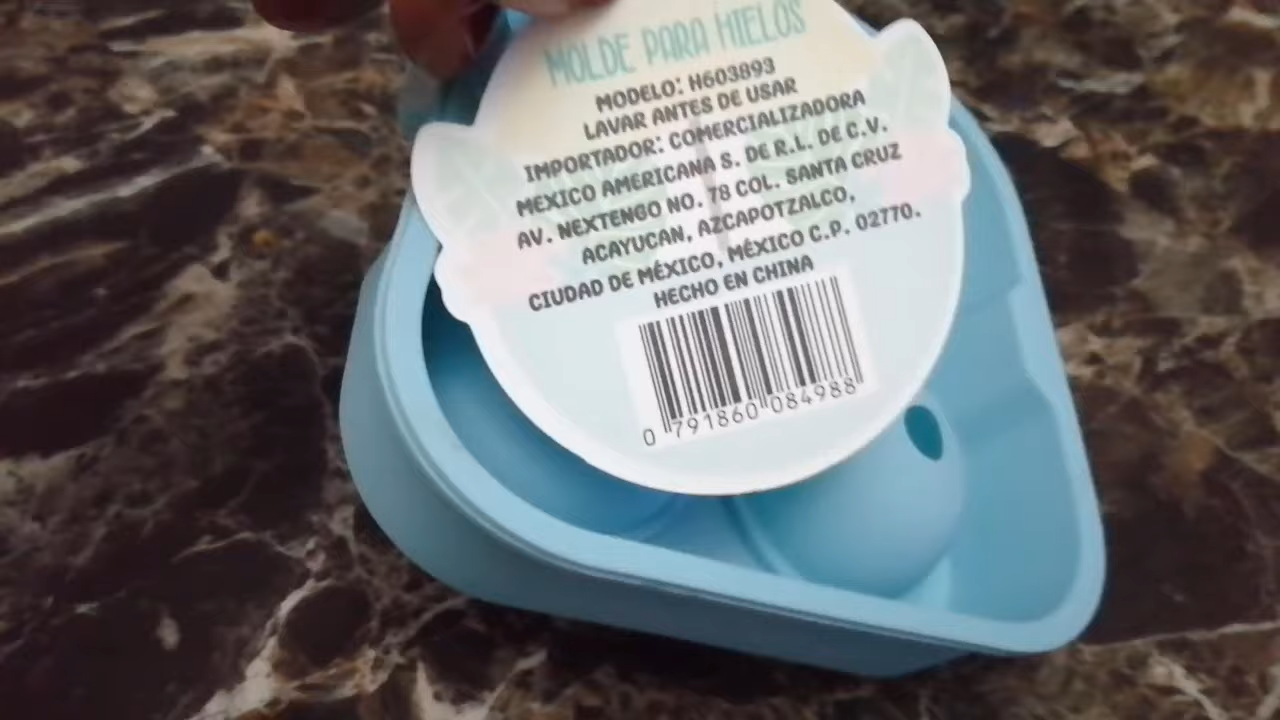 MOLDE PARA HIELOS
MODELO: H603893
LAVAR ANTES DE USAR
IMPORTADOR: COMERCIALIZADORA
MEXICO AMERICANA S. DE R.L. DE C.V.
AV. NEXTENGO NO. 78 COL. SANTA CRUZ
ACAYUCAN, AZCAPOTZALCO,
CIUDAD DE MÉXICO, MÉXICO C.P. 02770.
HECHO EN CHINA
0 791860 084988